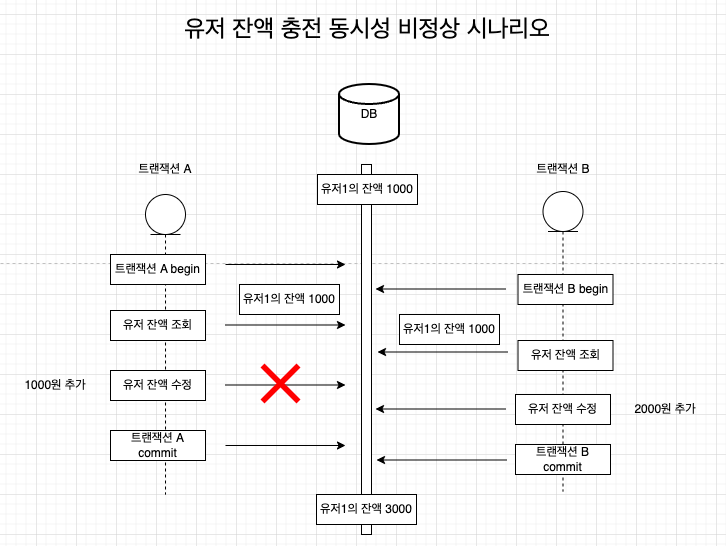 유저 잔액 충전 동시성 비정상 시나리오
DB
트랜잭션 A
트랜잭션 B
유저1의 잔액 1000
트랜잭션 A begin
트랜잭션 B begin
유저1의 잔액 1000
유저 잔액 조회
유저1의 잔액 1000
유저 잔액 조회
1000원 추가
유저 잔액 수정
유저 잔액 수정
2000원 추가
트랜잭션 A
commit
트랜잭션 B
commit
유저1의 잔액 3000